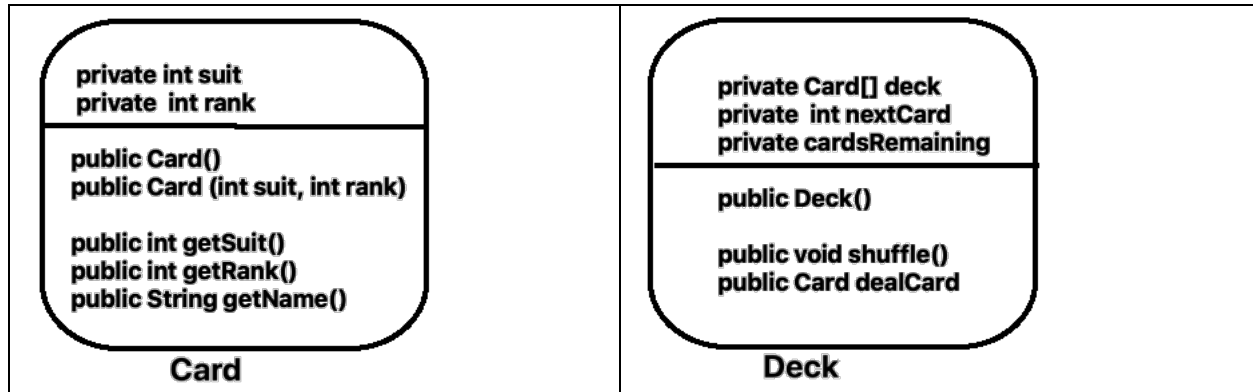 private int suit
private int rank
public Card()
public Card (int suit, int rank)
public int getSuit()
public int getRank()
public String getName()
Card
private Card[] deck
private int nextCard
private cardsRemaining
public Deck()
public void shuffle()
public Card dealCard
Deck